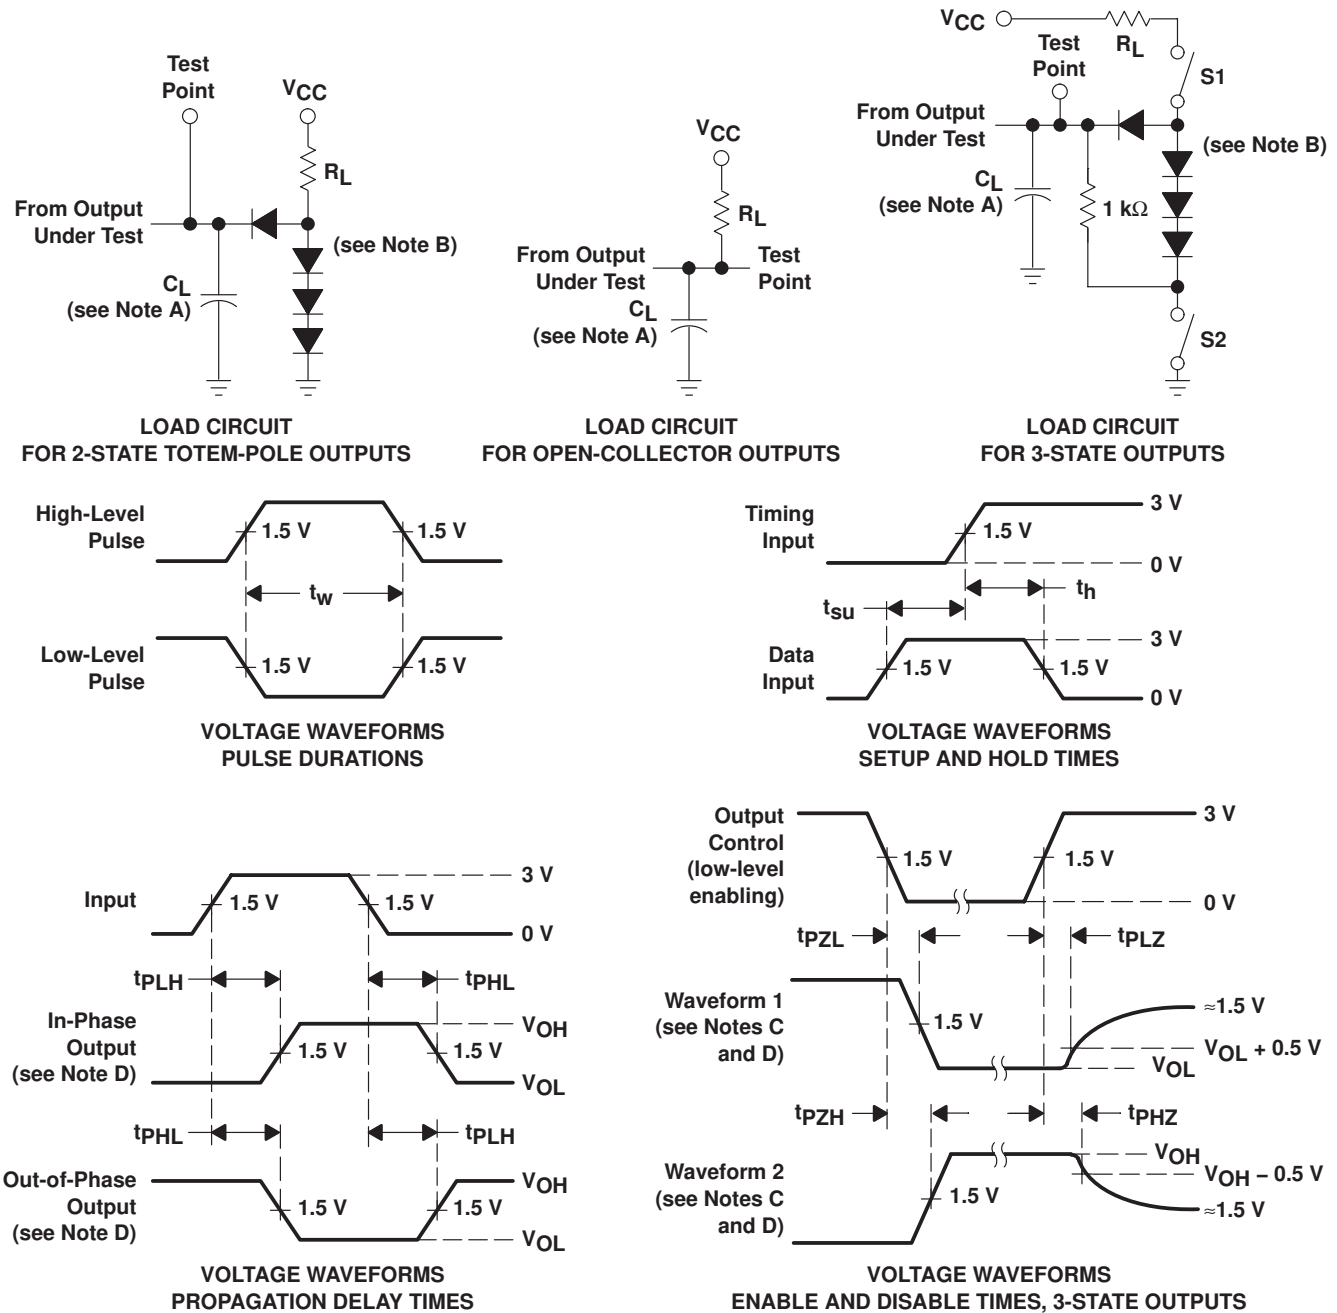 Test
Point
VCC
RL
From Output
Under Test
(see Note B)
CL
(see Note A)
LOAD CIRCUIT
FOR 2-STATE TOTEM-POLE OUTPUTS
VCC
RL
From Output
Under Test
Test
Point
CL
(see Note A)
LOAD CIRCUIT
FOR OPEN-COLLECTOR OUTPUTS
VCC
RL
Test
Point
S1
From Output
Under Test
(see Note B)
CL
(see Note A)
1 kΩ
S2
LOAD CIRCUIT
FOR 3-STATE OUTPUTS
High-Level
Pulse
1.5 V
1.5 V
tw
Low-Level
Pulse
1.5 V
1.5 V
VOLTAGE WAVEFORMS
PULSE DURATIONS
Timing
Input
1.5 V
3 V
0 V
th
tsu
Data
Input
1.5 V
1.5 V
3 V
0 V
VOLTAGE WAVEFORMS
SETUP AND HOLD TIMES
Input
1.5 V
1.5 V
3 V
0 V
tPLH
tPHL
In-Phase
Output
(see Note D)
1.5 V
1.5 V
VOH
VOL
tPHL
tPLH
Out-of-Phase
Output
(see Note D)
1.5 V
1.5 V
VOH
VOL
VOLTAGE WAVEFORMS
PROPAGATION DELAY TIMES
Output
Control
(low-level
enabling)
1.5 V
1.5 V
3 V
0 V
tPZL
tPLZ
Waveform 1
(see Notes C
and D)
1.5 V
≈1.5 V
VOL + 0.5 V
VOL
tPZH
tPHZ
Waveform 2
(see Notes C
and D)
1.5 V
VOH
VOH − 0.5 V
≈1.5 V
VOLTAGE WAVEFORMS
ENABLE AND DISABLE TIMES, 3-STATE OUTPUTS